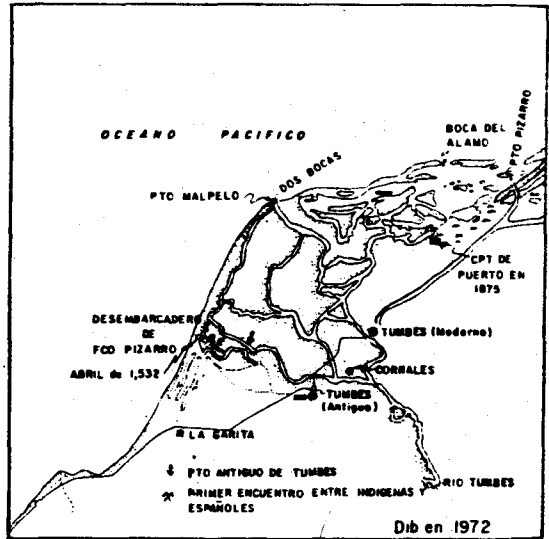 OCEANO PACIFICO
BOCA DEL
ALAMO
PTO PIZARRO
DOS BOCAS
PTO MALPELO
CPT DE
PUERTO EN
1875
DESEMBARCADERO
DE
FCO PIZARRO
ABRIL de 1,532
TUMBES (Moderno)
CORRALES
TUMBES
(Antiguo)
LA GARITA
RIO TUMBES
PTO ANTIGUO DE TUMBES
PRIMER ENCUENTRO ENTRE INDIGENAS Y
ESPAÑOLES
Dib en 1972